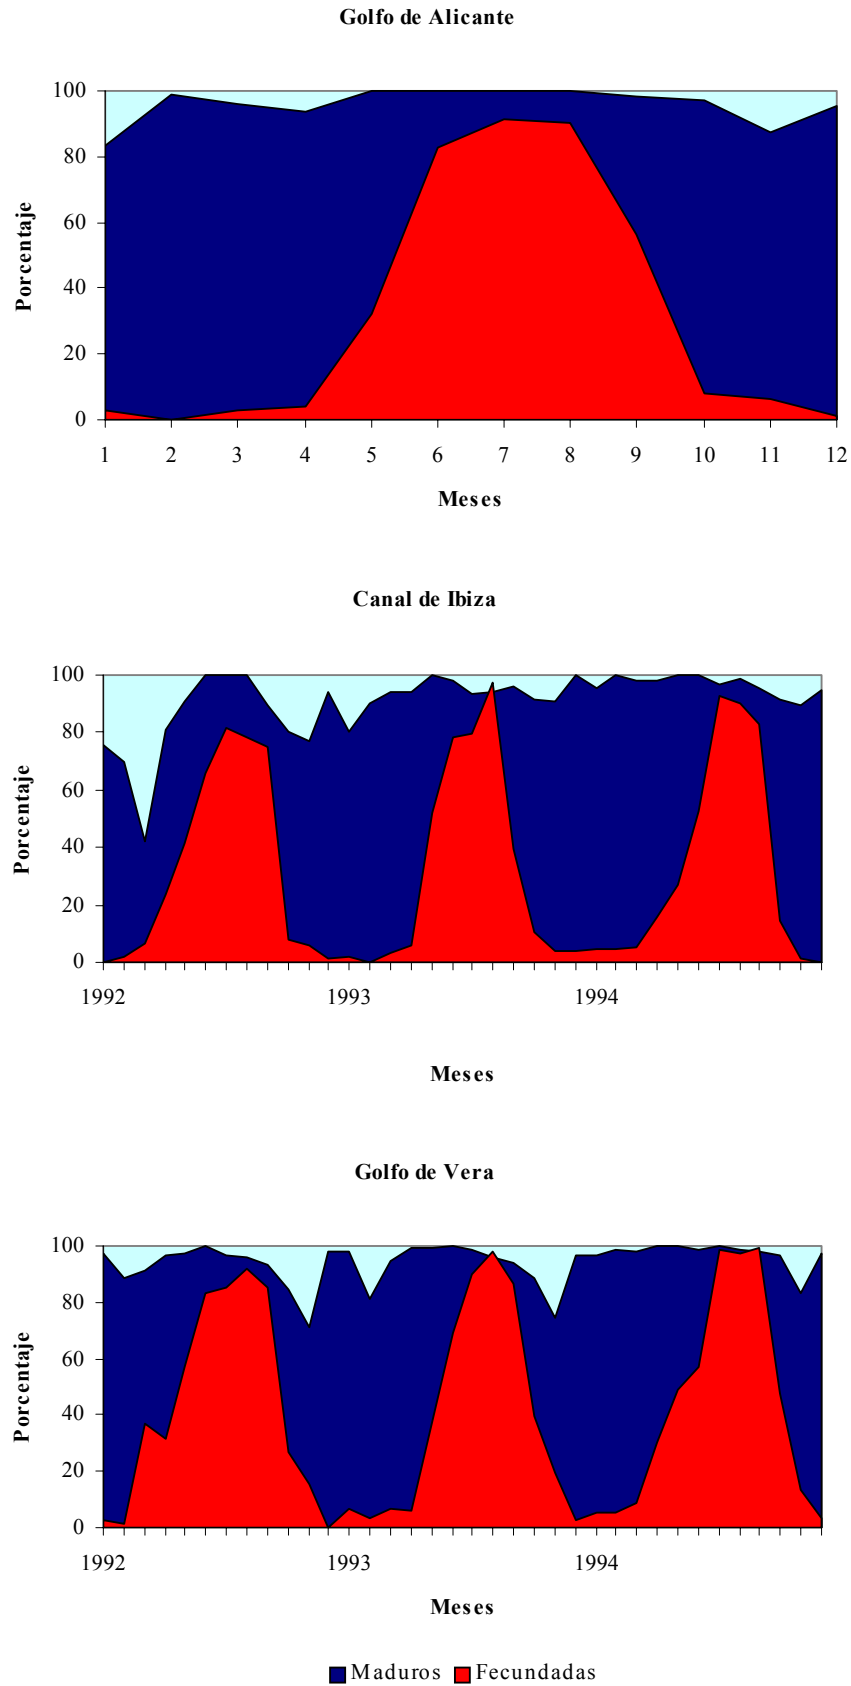 Golfo de Alicante
100
80
60
40
20
0
Porcentaje
1 2 3 4 5 6 7 8 9 10 11 12
Meses
Canal de Ibiza
100
80
60
40
20
0
Porcentaje
1992 1993 1994
Meses
Golfo de Vera
100
80
60
40
20
0
Porcentaje
1992 1993 1994
Meses
Maduros Fecundadas